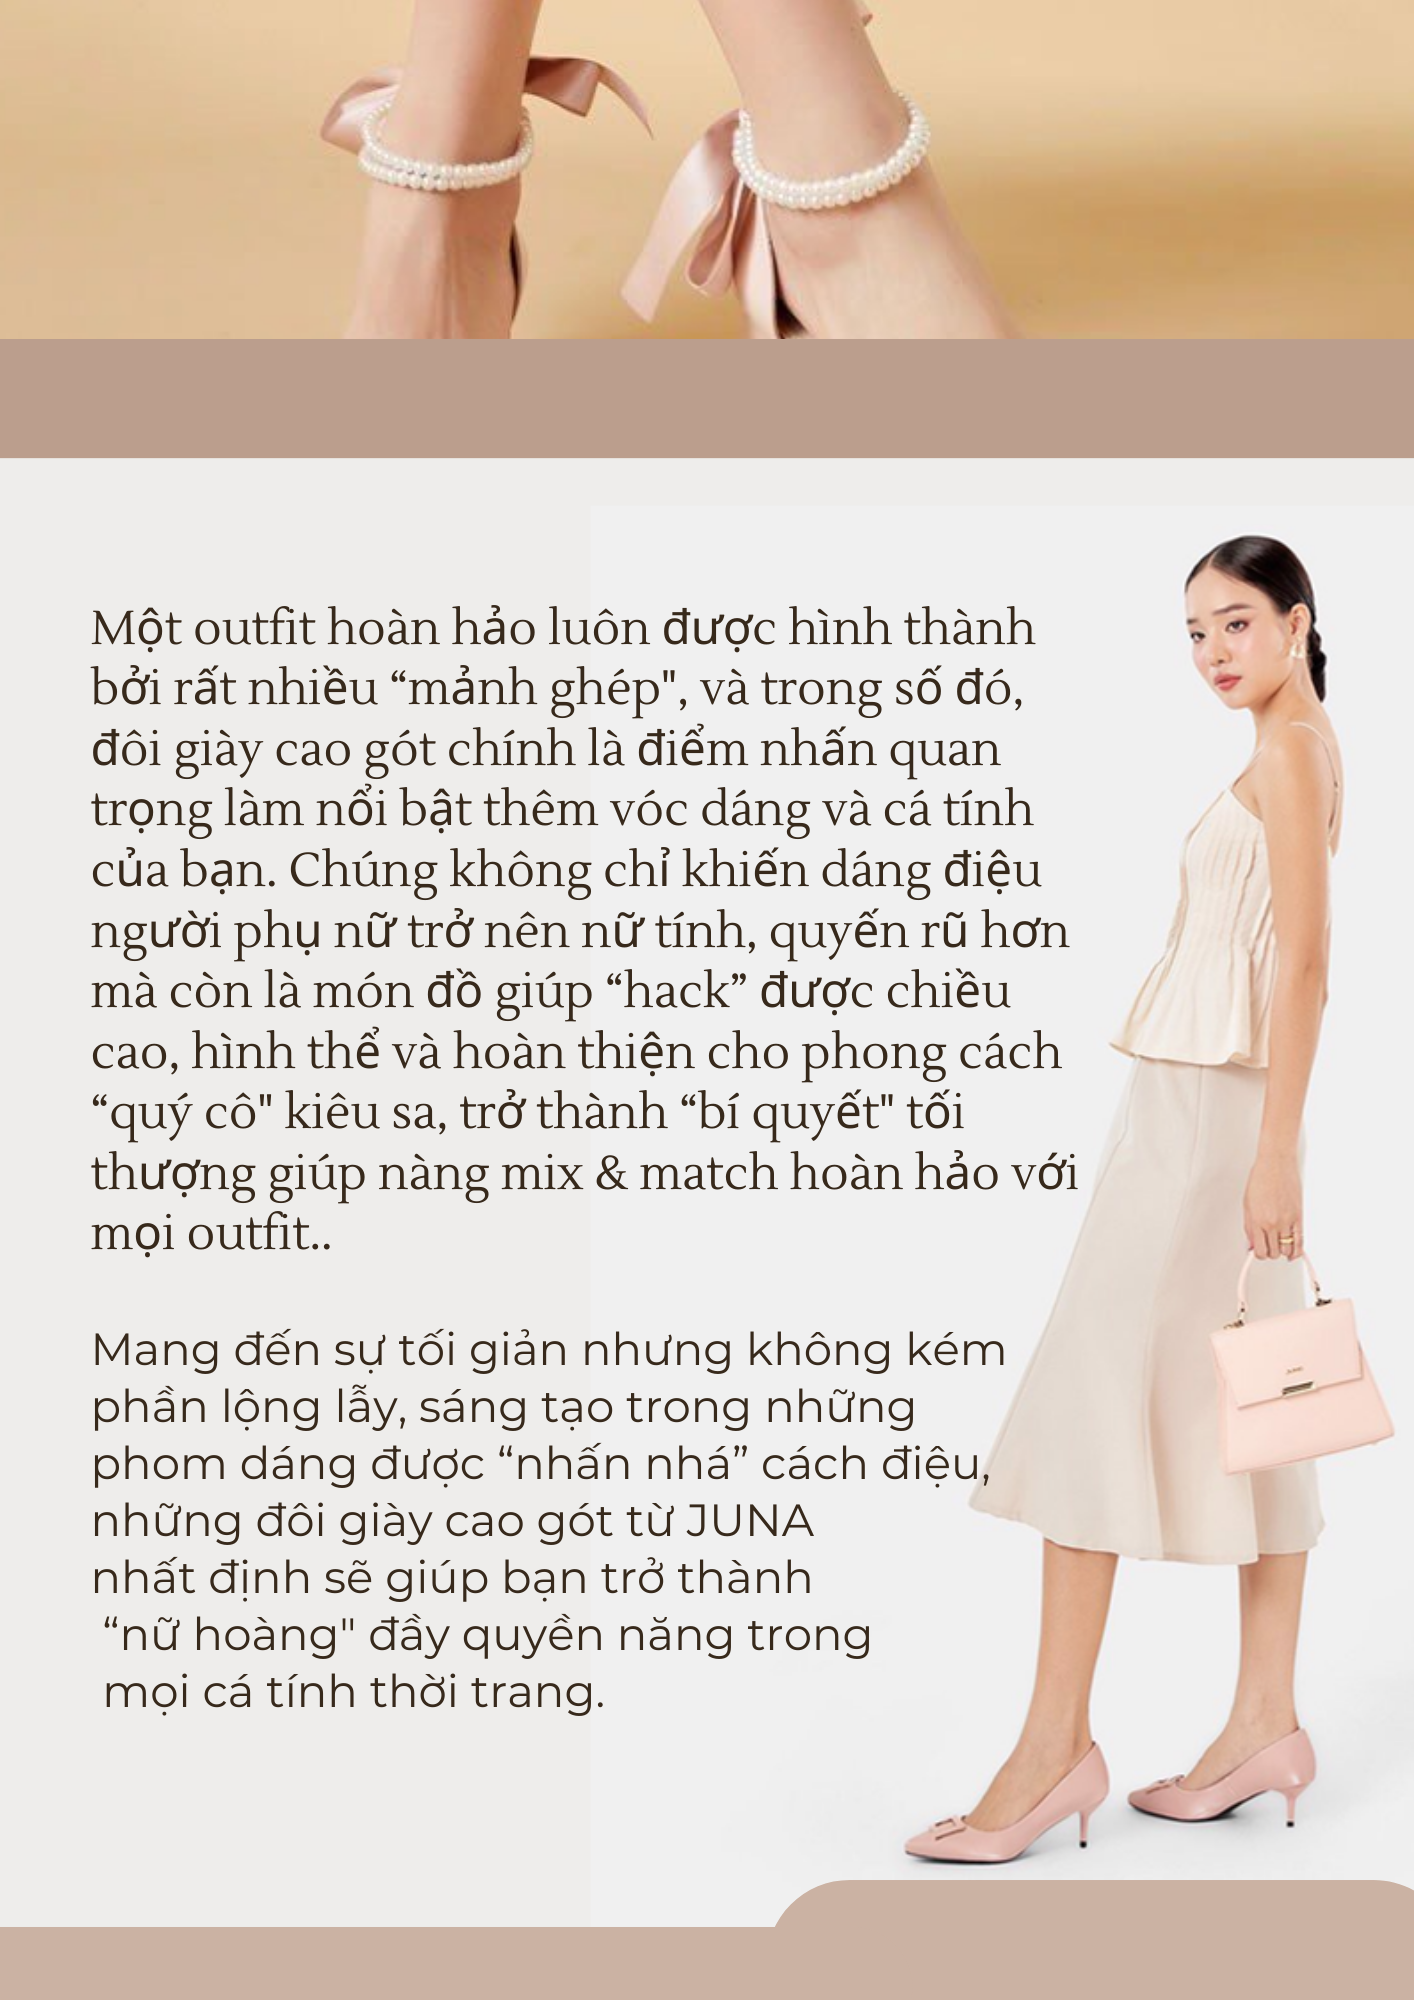 Một outfit hoàn hảo luôn được hình thành
bởi rất nhiều “mảnh ghép", và trong số đó,
đôi giày cao gót chính là điểm nhấn quan
trọng làm nổi bật thêm vóc dáng và cá tính
của bạn. Chúng không chỉ khiến dáng điệu
người phụ nữ trở nên nữ tính, quyến rũ hơn
mà còn là món đồ giúp “hack” được chiều
cao, hình thể và hoàn thiện cho phong cách
“quý cô" kiêu sa, trở thành “bí quyết" tối
thượng giúp nàng mix & match hoàn hảo với
mọi outfit..
Mang đến sự tối giản nhưng không kém
phần lộng lẫy, sáng tạo trong những
phom dáng được “nhấn nhá” cách điệu,
những đôi giày cao gót từ JUNA
nhất định sẽ giúp bạn trở thành
“nữ hoàng" đầy quyền năng trong
mọi cá tính thời trang.